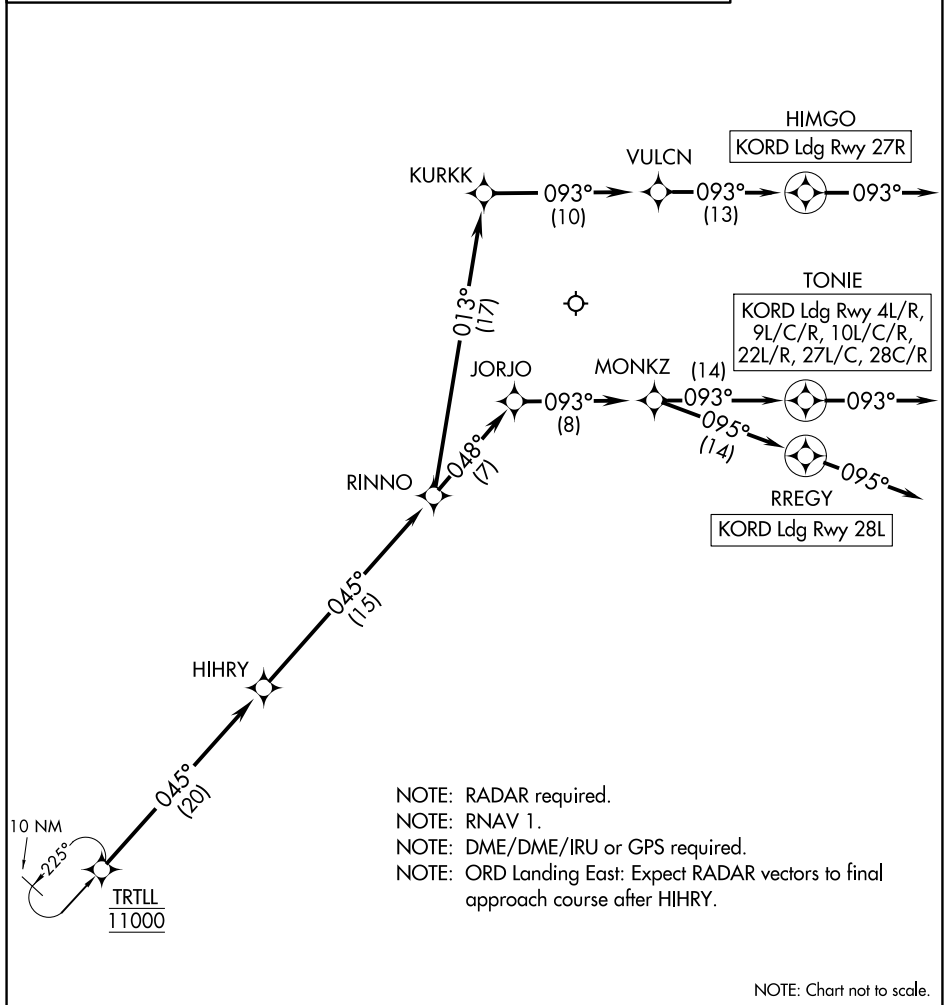 HIMGO
KORD Ldg Rwy 27R
VULCN
KURKK
093°
(10)
093°
(13)
093°
013°
(17)
TONIE
KORD Ldg Rwy 4L/R,
9L/C/R, 10L/C/R,
22L/R, 27L/C, 28C/R
JORJO
MONKZ
(14)
093°
(8)
093°
093°
095°
(14)
048°
(7)
RINNO
095°
RREGY
KORD Ldg Rwy 28L
045°
(15)
HIHRY
045°
(20)
NOTE: RADAR required.
NOTE: RNAV 1.
NOTE: DME/DME/IRU or GPS required.
NOTE: ORD Landing East: Expect RADAR vectors to final
approach course after HIHRY.
10 NM
225°
TRTLL
11000
NOTE: Chart not to scale.